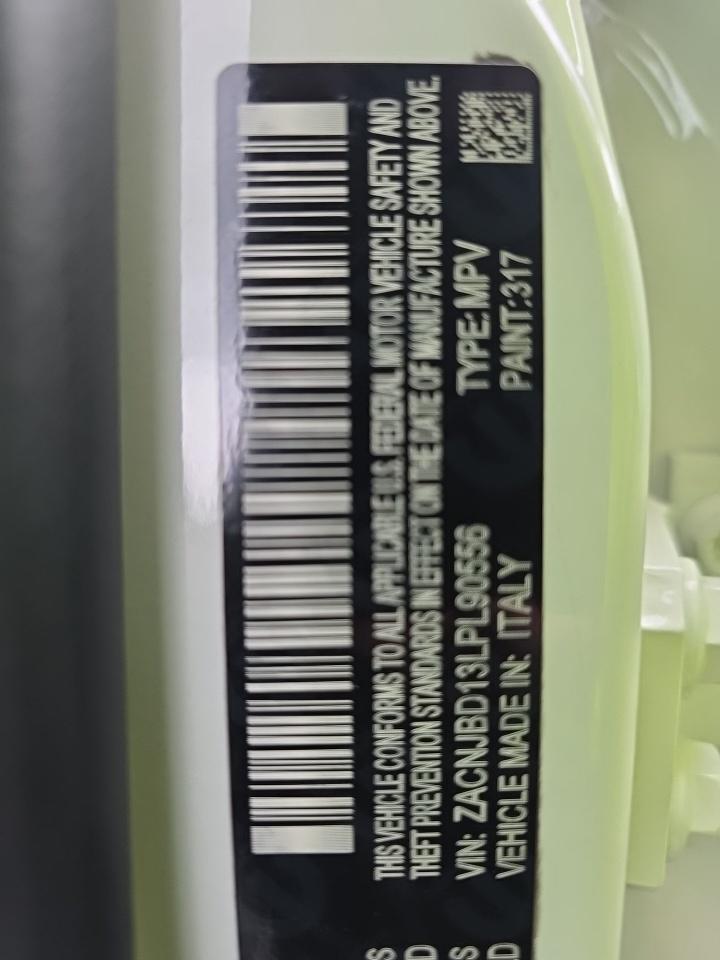 THIS VEHICLE CONFORMS TO ALL APPLICABLE U.S. FEDERAL MOTOR VEHICLE SAFETY AND
THEFT PREVENTION STANDARDS IN EFFECT ON THE DATE OF MANUFACTURE SHOWN ABOVE.
VIN: ZACNJBD13LPL90556 TYPE: MPV
VEHICLE MADE IN: ITALY PAINT:317